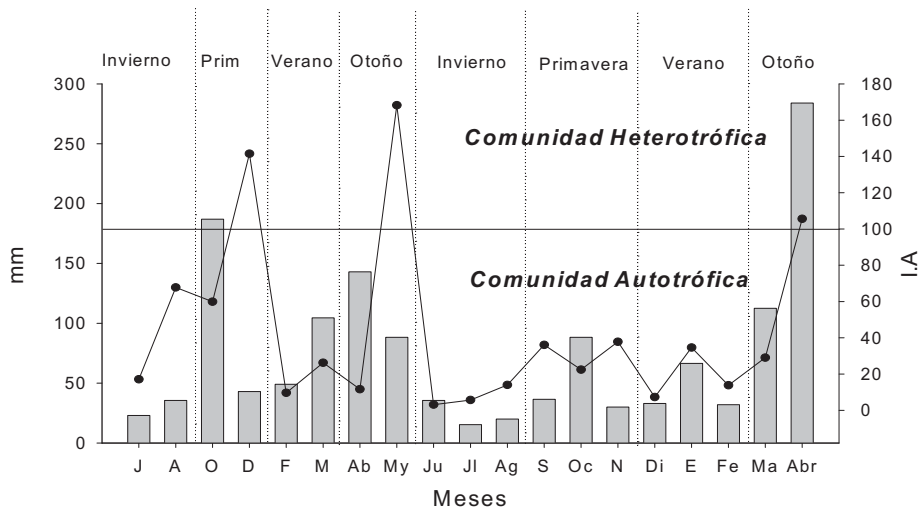 Invierno Prim Verano Otoño Invierno Primavera Verano Otoño
300 180
160
250 140
Comunidad Heterotrófica
120
200
100
150 80
Comunidad Autotrófica
60
100
40
50 20
0
0
mm
I.A
J A O D F M Ab My Ju Jl Ag S Oc N Di E Fe Ma Abr
Meses